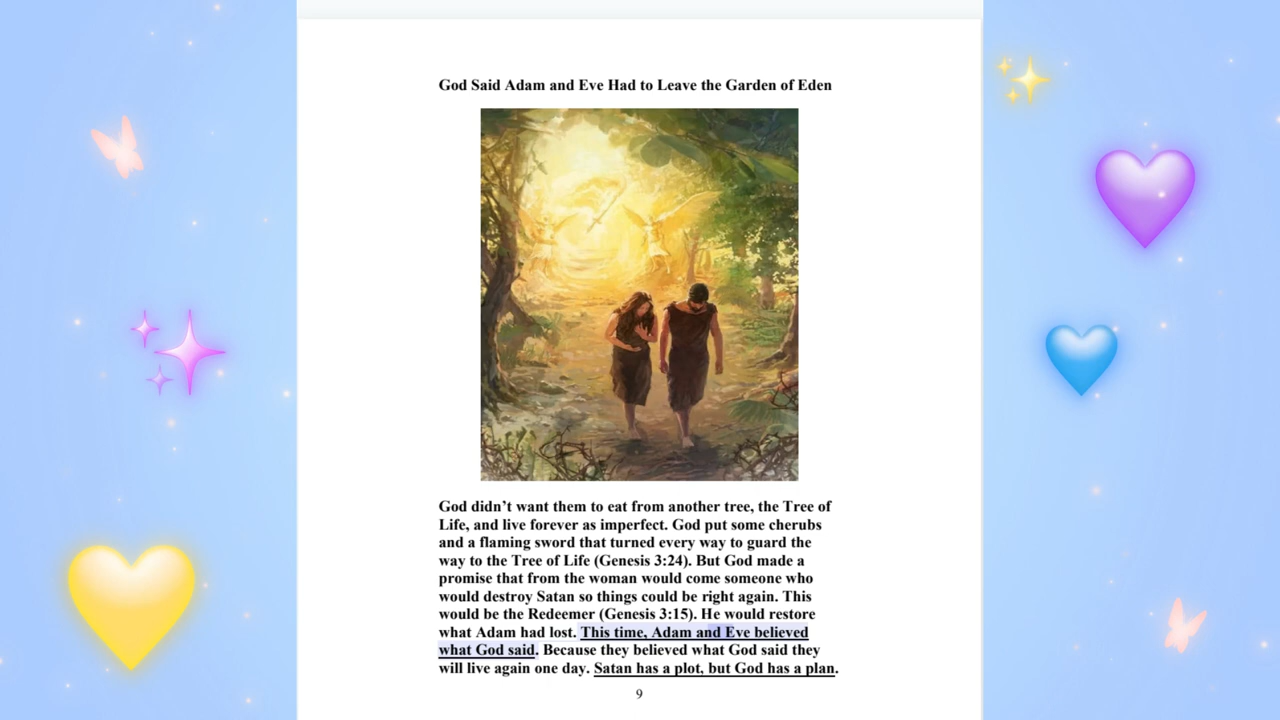 God Said Adam and Eve Had to Leave the Garden of Eden
God didn’t want them to eat from another tree, the Tree of
Life, and live forever as imperfect. God put some cherubs
and a flaming sword that turned every way to guard the
way to the Tree of Life (Genesis 3:24). But God made a
promise that from the woman would come someone who
would destroy Satan so things could be right again. This
would be the Redeemer (Genesis 3:15). He would restore
what Adam had lost. This time, Adam and Eve believed
what God said. Because they believed what God said they
will live again one day. Satan has a plot, but God has a plan.
9